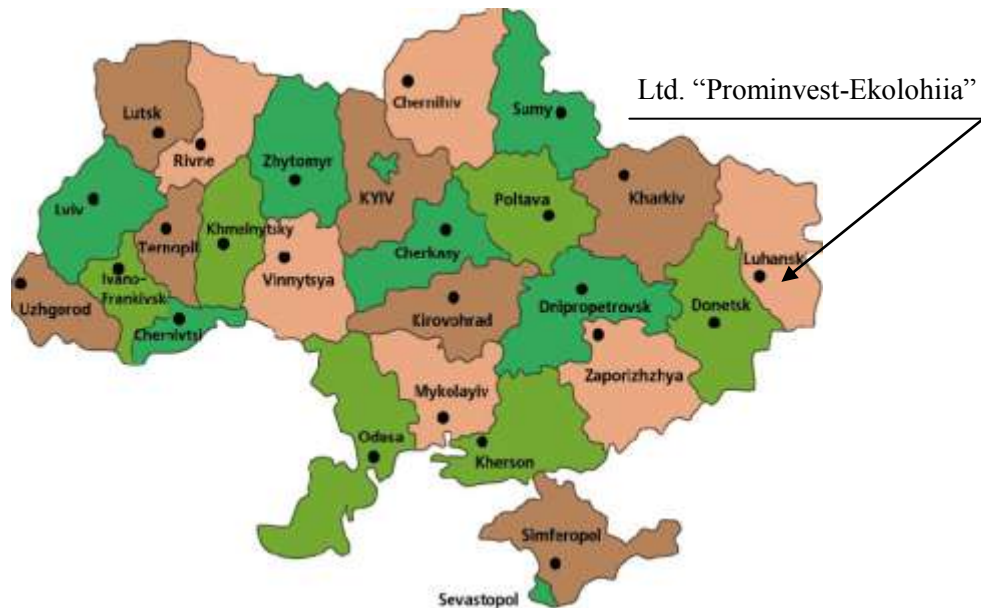 Ltd. “Prominvest-Ekolohiia”
Chernihiv
Sumy
Lutsk
Rivne
Zhytomyr
KYIV
Poltava
Kharkiv
Lviv
Ternopil
Khmelnytsky
Cherkasy
Luhansk
Ivano-
Frankivsk
Vinnytsya
Uzhgorod
Chernivtsi
Kirovohrad
Dnipropetrovsk
Donetsk
Zaporizhzhya
Mykolayiv
Odesa
Kherson
Simferopol
Sevastopol